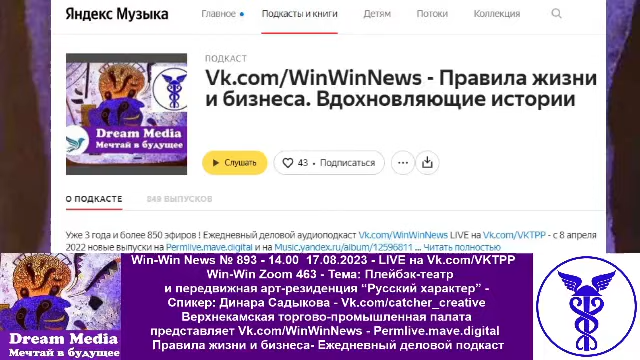 Яндекс Музыка
Главное Подкасты и книги Детям Потоки Коллекция
ПОДКАСТ
Vk.com/WinWinNews - Правила жизни
и бизнеса. Вдохновляющие истории
Dream Media
Мечтай в будущее
Слушать 43 • Подписаться
О ПОДКАСТЕ 849 ВЫПУСКОВ
Уже 3 года и более 850 эфиров ! Ежедневный деловой аудиоподкаст Vk.com/WinWinNews LIVE на Vk.com/VKTPP - с 8 апреля
2022 новые выпуски на Permlive.mave.digital и на Music.yandex.ru/album/12596811 ... Читать полностью
Win-Win News № 893 - 14.00 17.08.2023 - LIVE на Vk.com/VKTPP
Win-Win Zoom 463 - Тема: Плейбэк-театр
и передвижная арт-резиденция “Русский характер” -
Спикер: Динара Садыкова - Vk.com/catcher_creative
Верхнекамская торгово-промышленная палата
представляет Vk.com/WinWinNews - Permlive.mave.digital
Правила жизни и бизнеса- Ежедневный деловой подкаст
Dream Media
Мечтай в будущее